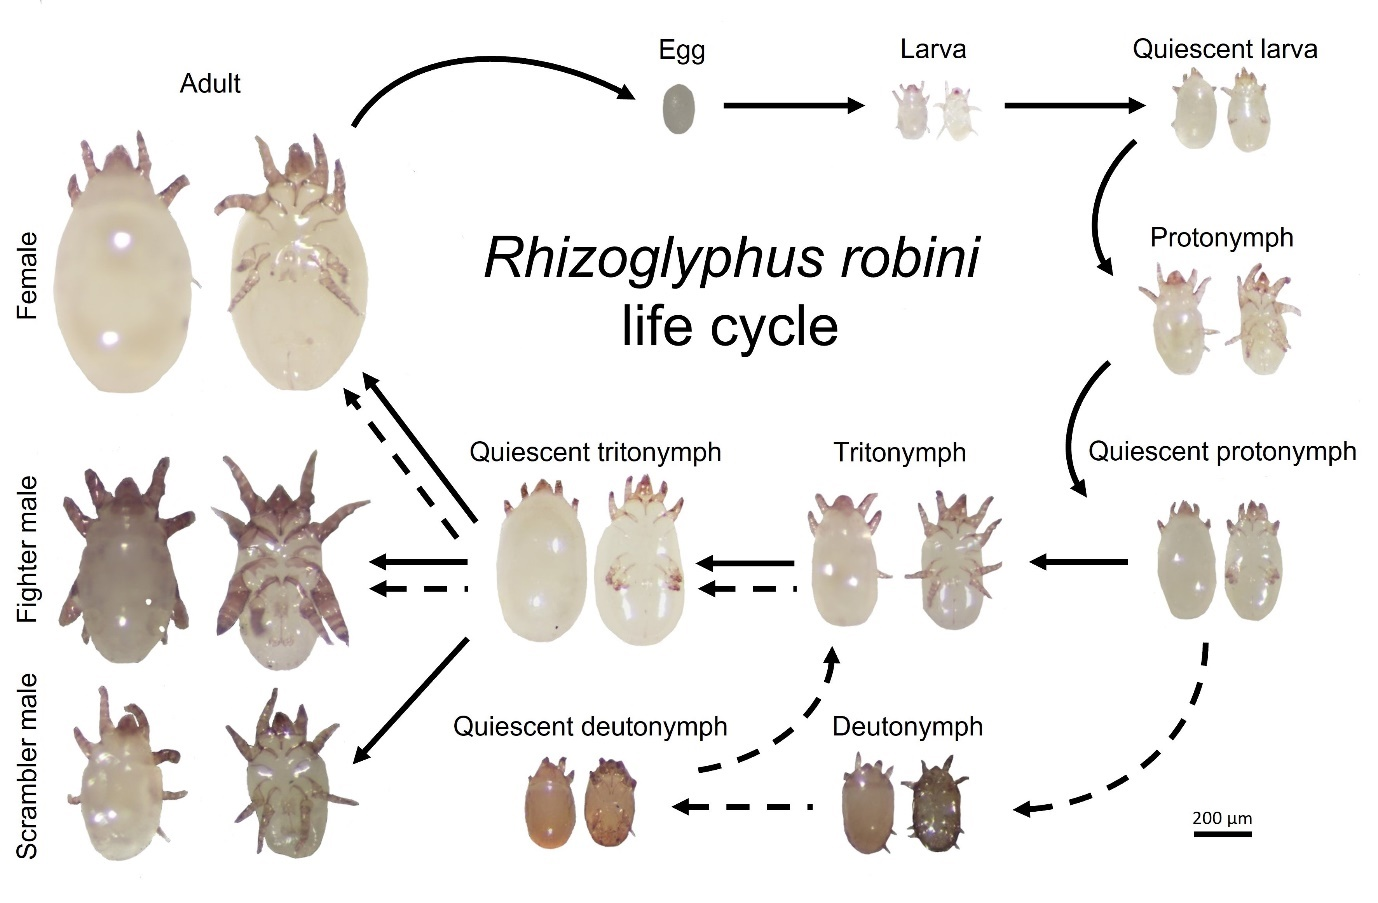 Egg
Larva
Quiescent larva
Adult
Female
Rhizoglyphus robini
life cycle
Protonymph
Quiescent tritonymph
Tritonymph
Quiescent protonymph
Fighter male
Quiescent deutonymph
Deutonymph
Scrambler male
200 µm